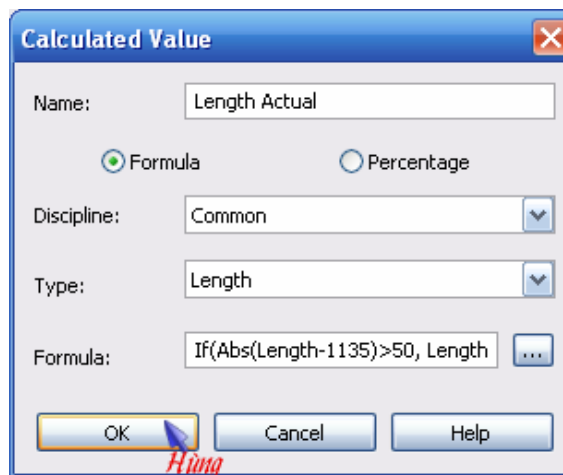 Calculated Value
Name: Length Actual
Formula Percentage
Discipline: Common
Type: Length
Formula: If(Abs(Length-1135)>50, Length ...
OK Cancel Help
Hùng